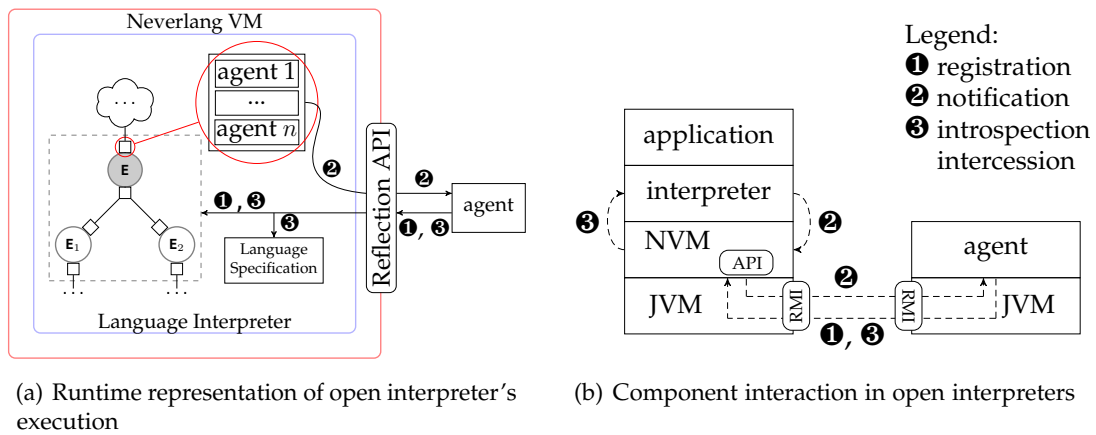 Neverlang VM
agent 1
...
agent n
...
E
E₁
E₂
...
...
❷
❷
Reflection API
agent
❶, ❸
❶, ❸
❸
Language
Specification
Language Interpreter
(a) Runtime representation of open interpreter's
execution
Legend:
❶ registration
❷ notification
❸ introspection
intercession
application
interpreter
❸
❷
NVM
API
agent
❷
JVM
RMI
RMI
JVM
❶, ❸
(b) Component interaction in open interpreters